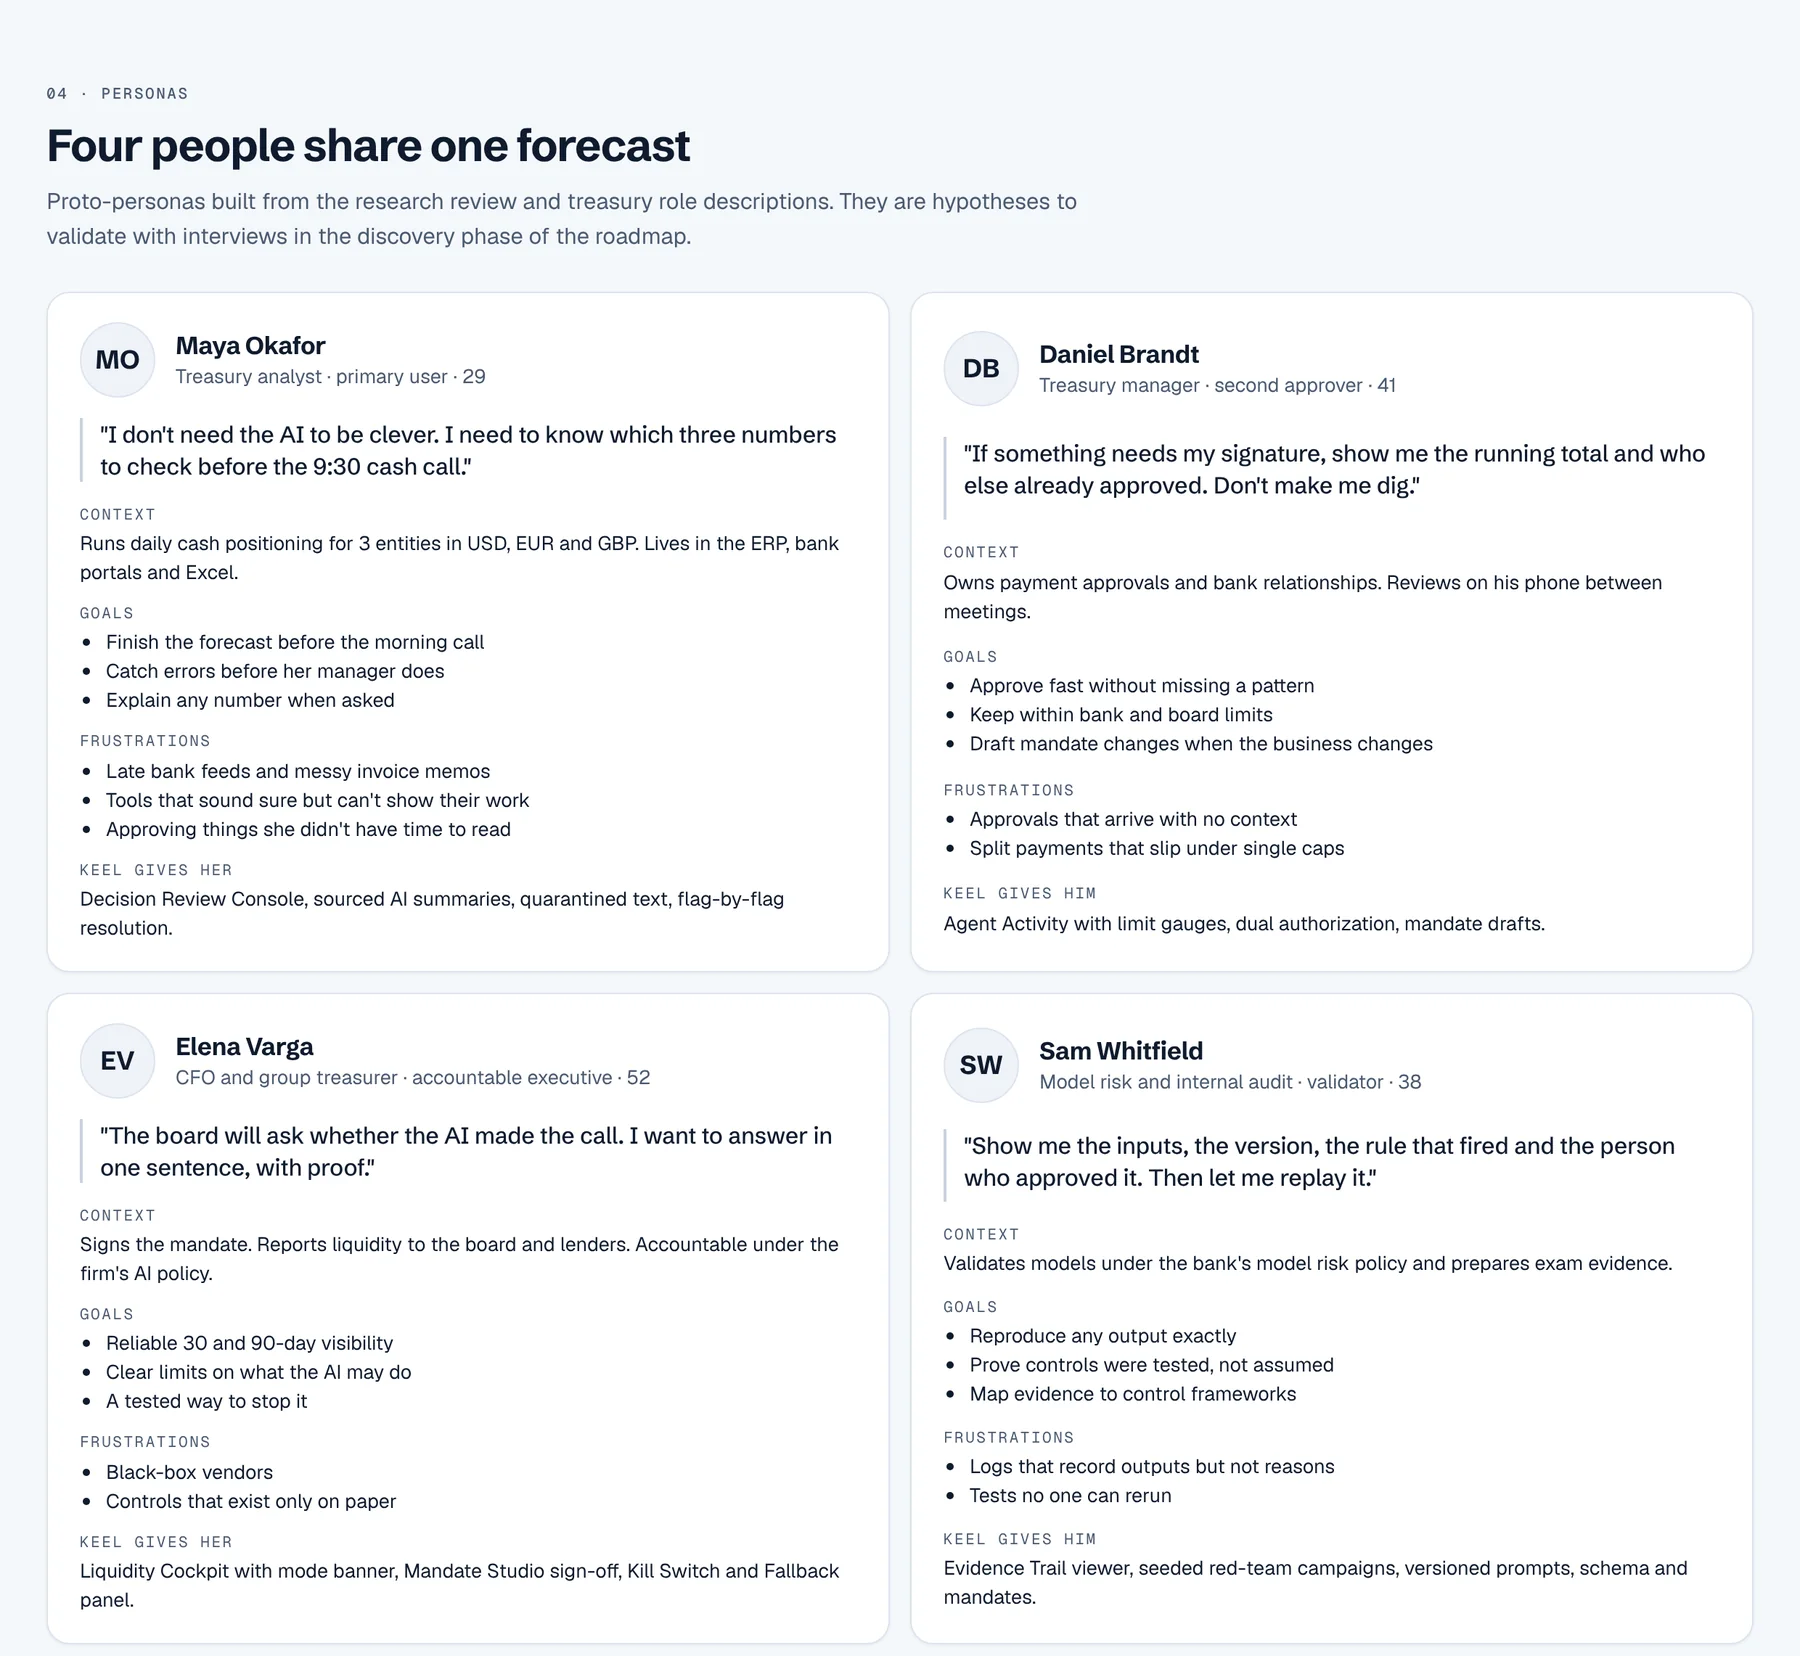 04 · PERSONAS
Four people share one forecast
Proto-personas built from the research review and treasury role descriptions. They are hypotheses to
validate with interviews in the discovery phase of the roadmap.
MO
Maya Okafor
Treasury analyst · primary user · 29
"I don't need the AI to be clever. I need to know which three numbers
to check before the 9:30 cash call."
CONTEXT
Runs daily cash positioning for 3 entities in USD, EUR and GBP. Lives in the ERP, bank
portals and Excel.
GOALS
• Finish the forecast before the morning call
• Catch errors before her manager does
• Explain any number when asked
FRUSTRATIONS
• Late bank feeds and messy invoice memos
• Tools that sound sure but can't show their work
• Approving things she didn't have time to read
KEEL GIVES HER
Decision Review Console, sourced AI summaries, quarantined text, flag-by-flag
resolution.
DB
Daniel Brandt
Treasury manager · second approver · 41
"If something needs my signature, show me the running total and who
else already approved. Don't make me dig."
CONTEXT
Owns payment approvals and bank relationships. Reviews on his phone between
meetings.
GOALS
• Approve fast without missing a pattern
• Keep within bank and board limits
• Draft mandate changes when the business changes
FRUSTRATIONS
• Approvals that arrive with no context
• Split payments that slip under single caps
KEEL GIVES HIM
Agent Activity with limit gauges, dual authorization, mandate drafts.
EV
Elena Varga
CFO and group treasurer · accountable executive · 52
"The board will ask whether the AI made the call. I want to answer in
one sentence, with proof."
CONTEXT
Signs the mandate. Reports liquidity to the board and lenders. Accountable under the
firm's AI policy.
GOALS
• Reliable 30 and 90-day visibility
• Clear limits on what the AI may do
• A tested way to stop it
FRUSTRATIONS
• Black-box vendors
• Controls that exist only on paper
KEEL GIVES HER
Liquidity Cockpit with mode banner, Mandate Studio sign-off, Kill Switch and Fallback
panel.
SW
Sam Whitfield
Model risk and internal audit · validator · 38
"Show me the inputs, the version, the rule that fired and the person
who approved it. Then let me replay it."
CONTEXT
Validates models under the bank's model risk policy and prepares exam evidence.
GOALS
• Reproduce any output exactly
• Prove controls were tested, not assumed
• Map evidence to control frameworks
FRUSTRATIONS
• Logs that record outputs but not reasons
• Tests no one can rerun
KEEL GIVES HIM
Evidence Trail viewer, seeded red-team campaigns, versioned prompts, schema and
mandates.